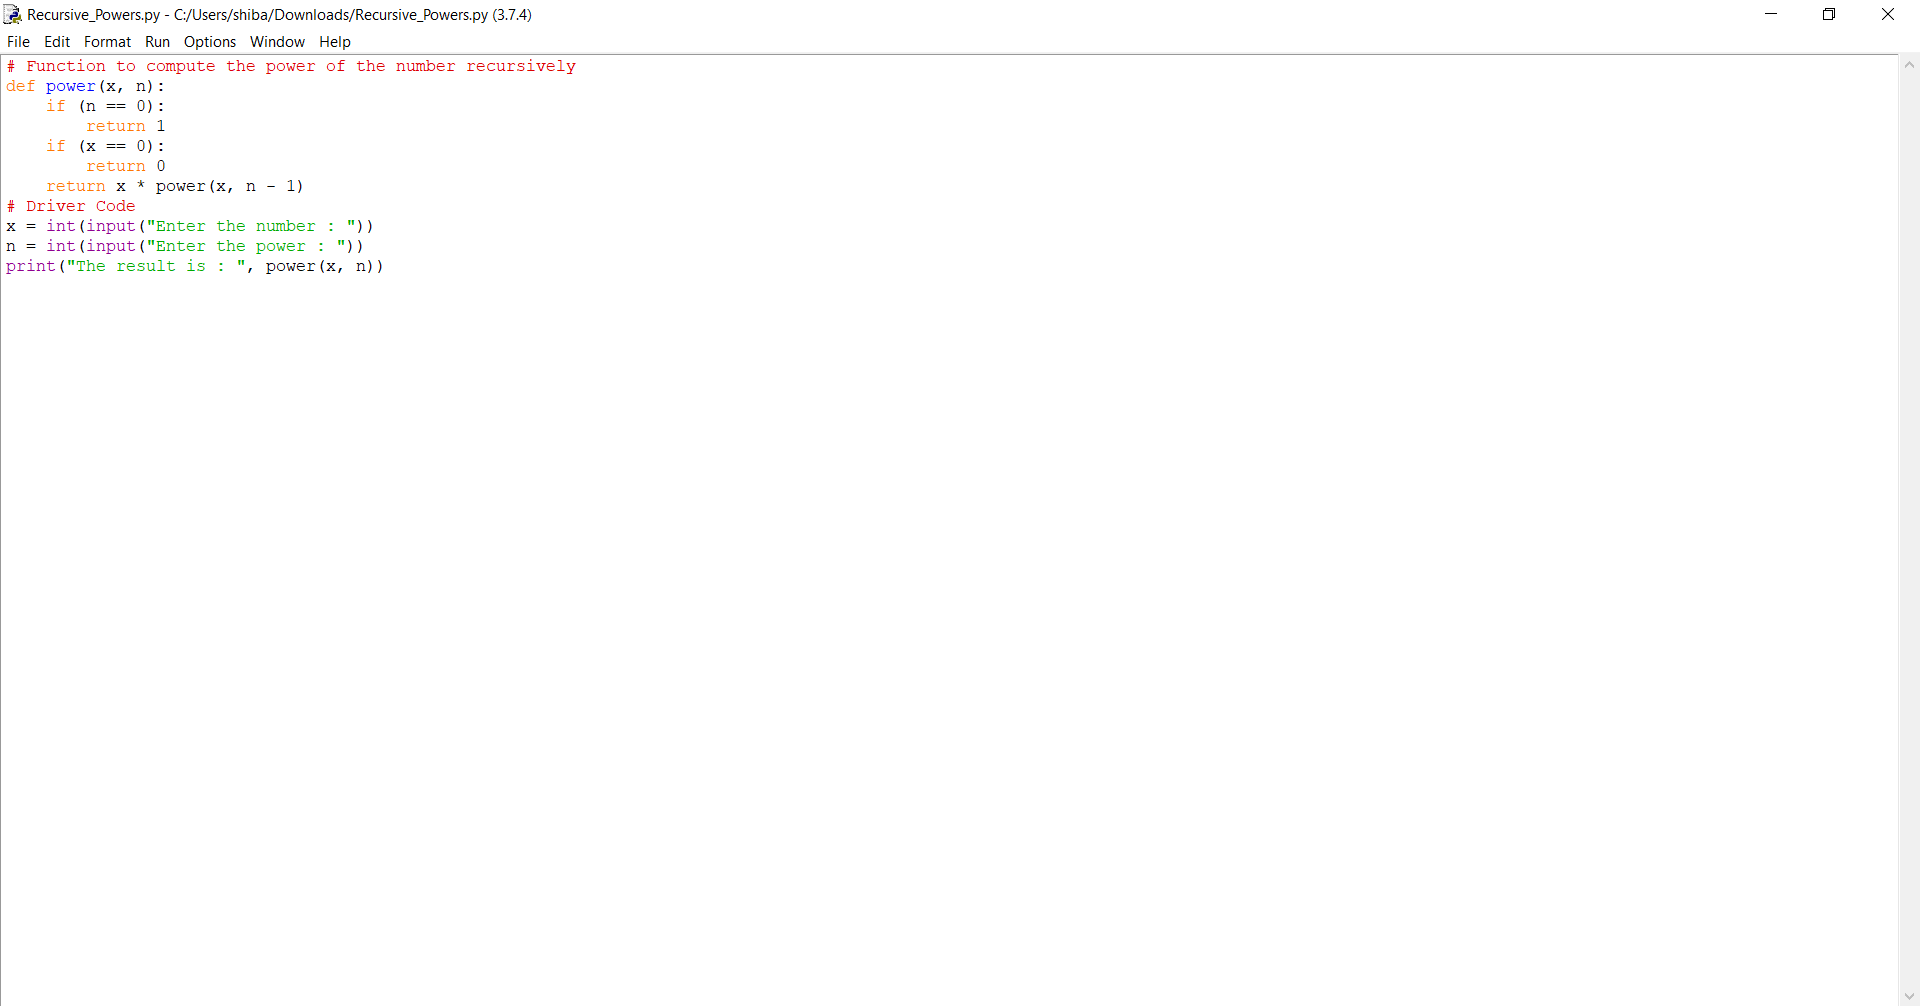 Recursive_Powers.py - C:/Users/shiba/Downloads/Recursive_Powers.py (3.7.4)
File Edit Format Run Options Window Help
# Function to compute the power of the number recursively
def power(x, n):
    if (n == 0):
        return 1
    if (x == 0):
        return 0
    return x * power(x, n - 1)
# Driver Code
x = int(input("Enter the number : "))
n = int(input("Enter the power : "))
print("The result is : ", power(x, n))